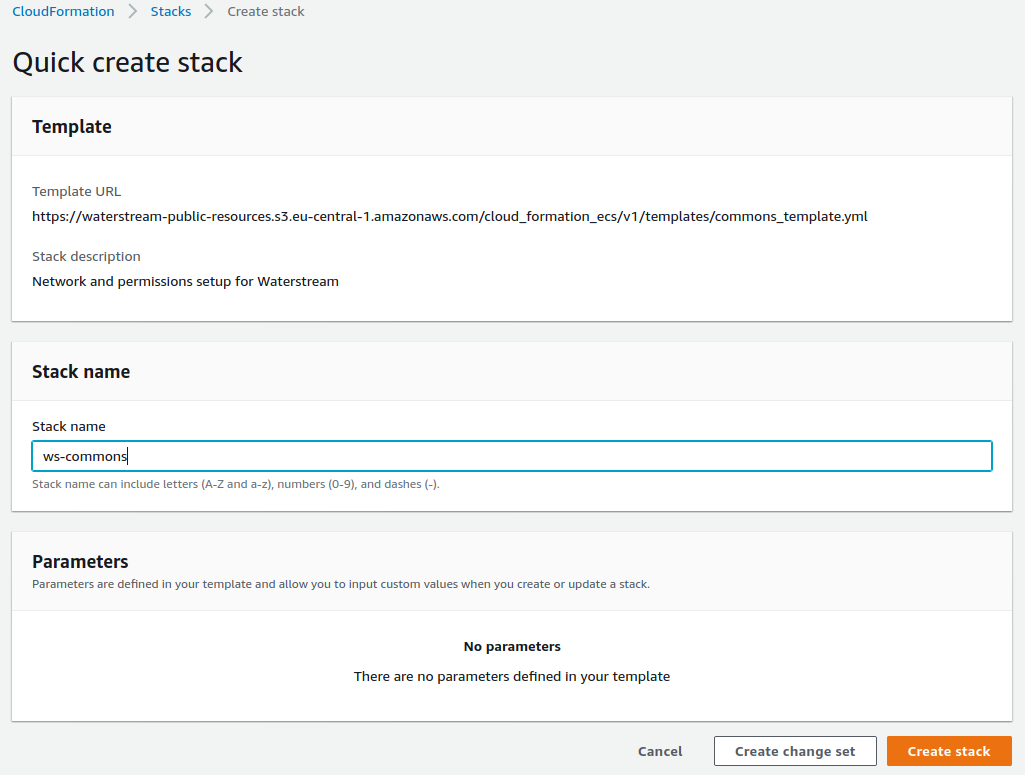 CloudFormation > Stacks > Create stack
Quick create stack
Template
Template URL
https://waterstream-public-resources.s3.eu-central-1.amazonaws.com/cloud_formation_ecs/v1/templates/commons_template.yml
Stack description
Network and permissions setup for Waterstream
Stack name
Stack name
ws-commons
Stack name can include letters (A-Z and a-z), numbers (0-9), and dashes (-).
Parameters
Parameters are defined in your template and allow you to input custom values when you create or update a stack.
No parameters
There are no parameters defined in your template
Cancel Create change set Create stack